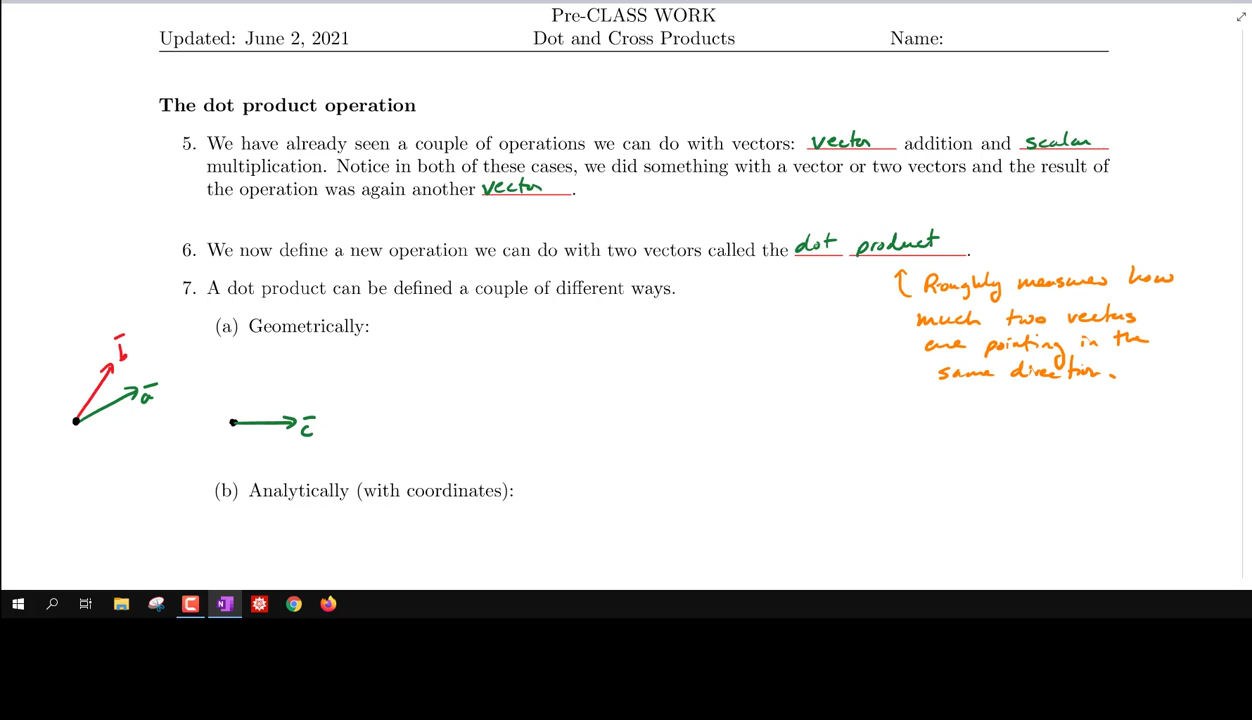 Pre-CLASS WORK
Updated: June 2, 2021 Dot and Cross Products Name:
The dot product operation
5. We have already seen a couple of operations we can do with vectors: vector addition and scalar
multiplication. Notice in both of these cases, we did something with a vector or two vectors and the result of
the operation was again another vector.
6. We now define a new operation we can do with two vectors called the dot product.
7. A dot product can be defined a couple of different ways.
↑ Roughly measures how
much two vectors
are pointing in the
same direction.
(a) Geometrically:
b̄
ā
c̄
(b) Analytically (with coordinates):